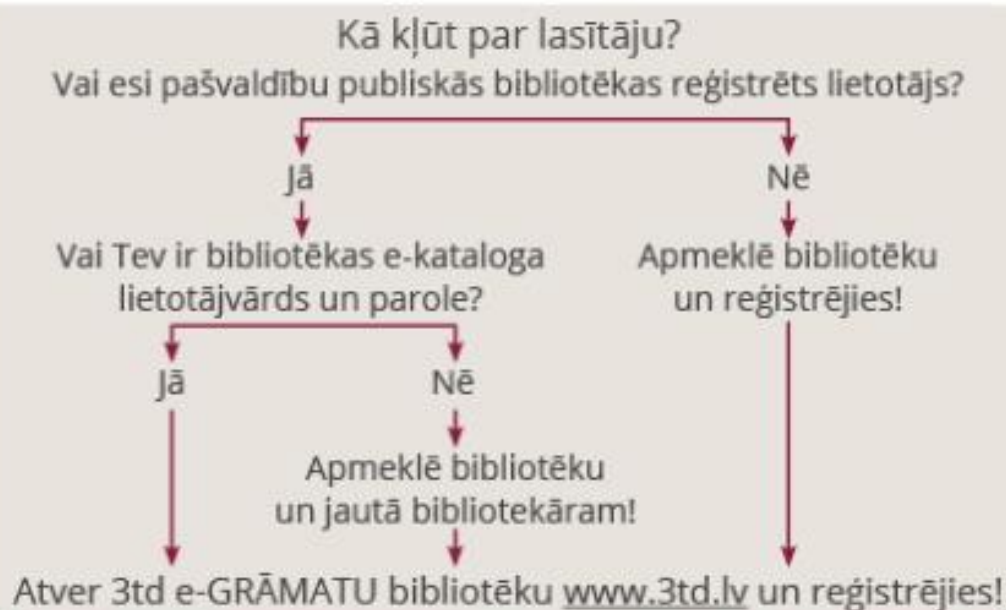 Kā kļūt par lasītāju?
Vai esi pašvaldību publiskās bibliotēkas reģistrēts lietotājs?
Jā
Nē
Vai Tev ir bibliotēkas e-kataloga
lietotājvārds un parole?
Apmeklē bibliotēku
un reģistrējies!
Jā
Nē
Apmeklē bibliotēku
un jautā bibliotekāram!
Atver 3td e-GRĀMATU bibliotēku www.3td.lv un reģistrējies!